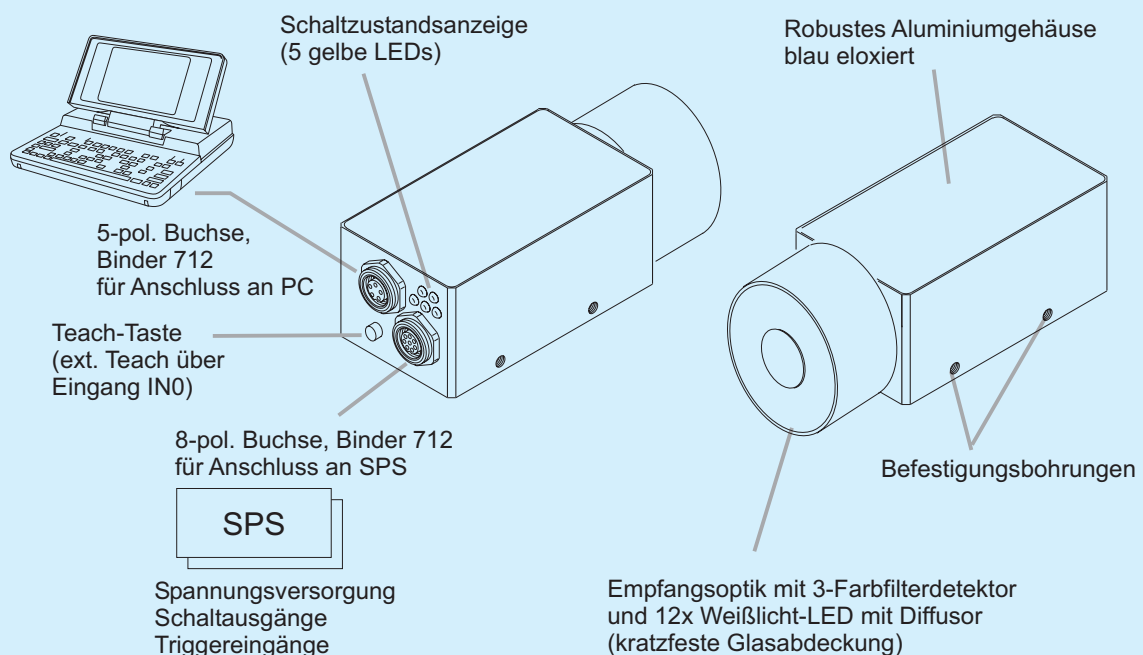 Schaltzustandsanzeige
(5 gelbe LEDs)
Robustes Aluminiumgehäuse
blau eloxiert
5-pol. Buchse,
Binder 712
für Anschluss an PC
Teach-Taste
(ext. Teach über
Eingang IN0)
8-pol. Buchse, Binder 712
für Anschluss an SPS
Befestigungsbohrungen
SPS
Spannungsversorgung
Schaltausgänge
Triggereingänge
Empfangsoptik mit 3-Farbfilterdetektor
und 12x Weißlicht-LED mit Diffusor
(kratzfeste Glasabdeckung)